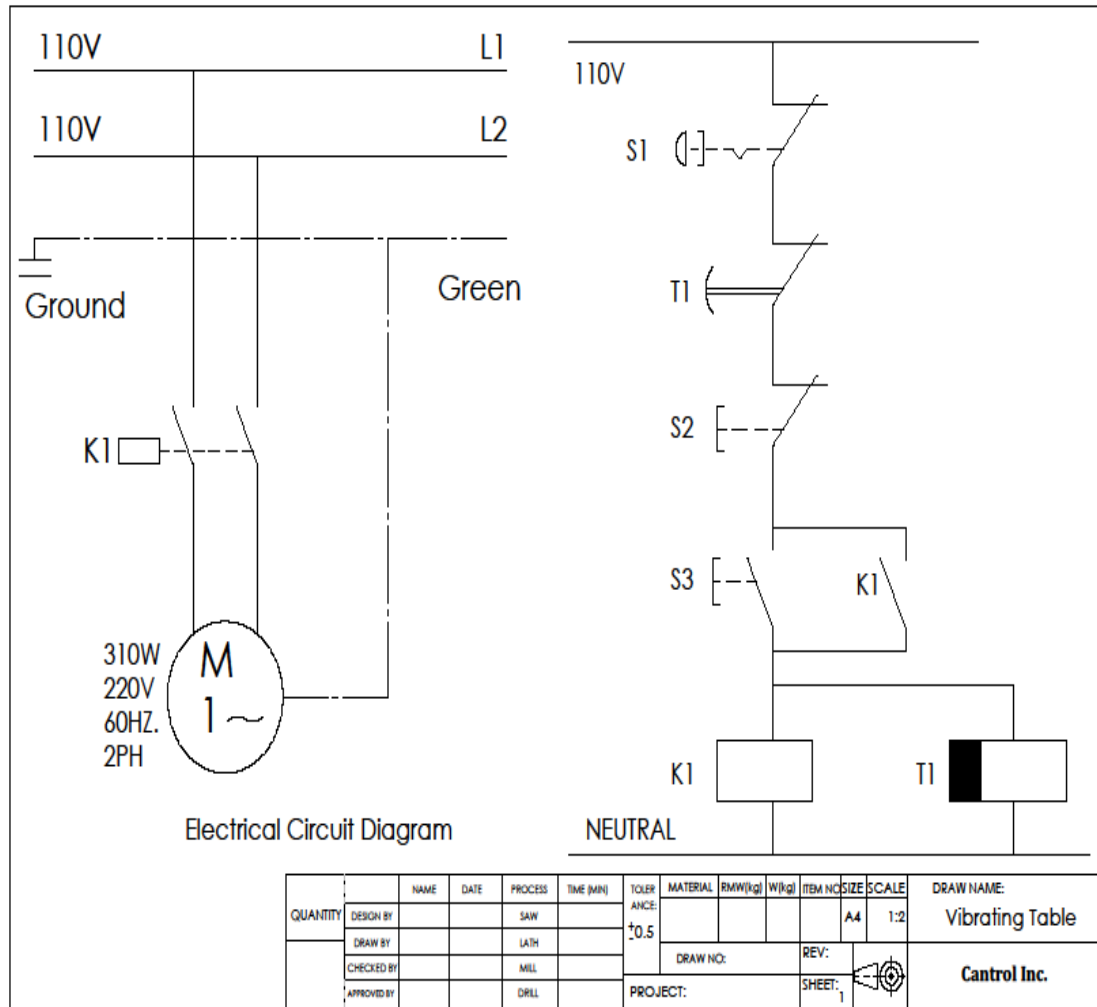 110V L1
110V L2
Ground
Green
K1
310W
220V
60HZ.
2PH
M
1~
Electrical Circuit Diagram
110V
S1
T1
S2
S3
K1
K1
T1
NEUTRAL
QUANTITY
NAME DATE PROCESS TIME (MIN)
DESIGN BY SAW
DRAW BY LATH
CHECKED BY MILL
APPROVED BY DRILL
TOLER
ANCE:
±0.5
MATERIAL RMW(kg) W(kg) ITEM NO SIZE SCALE
A4 1:2
DRAW NO: REV:
PROJECT: SHEET: 1
DRAW NAME:
Vibrating Table
Cantrol Inc.